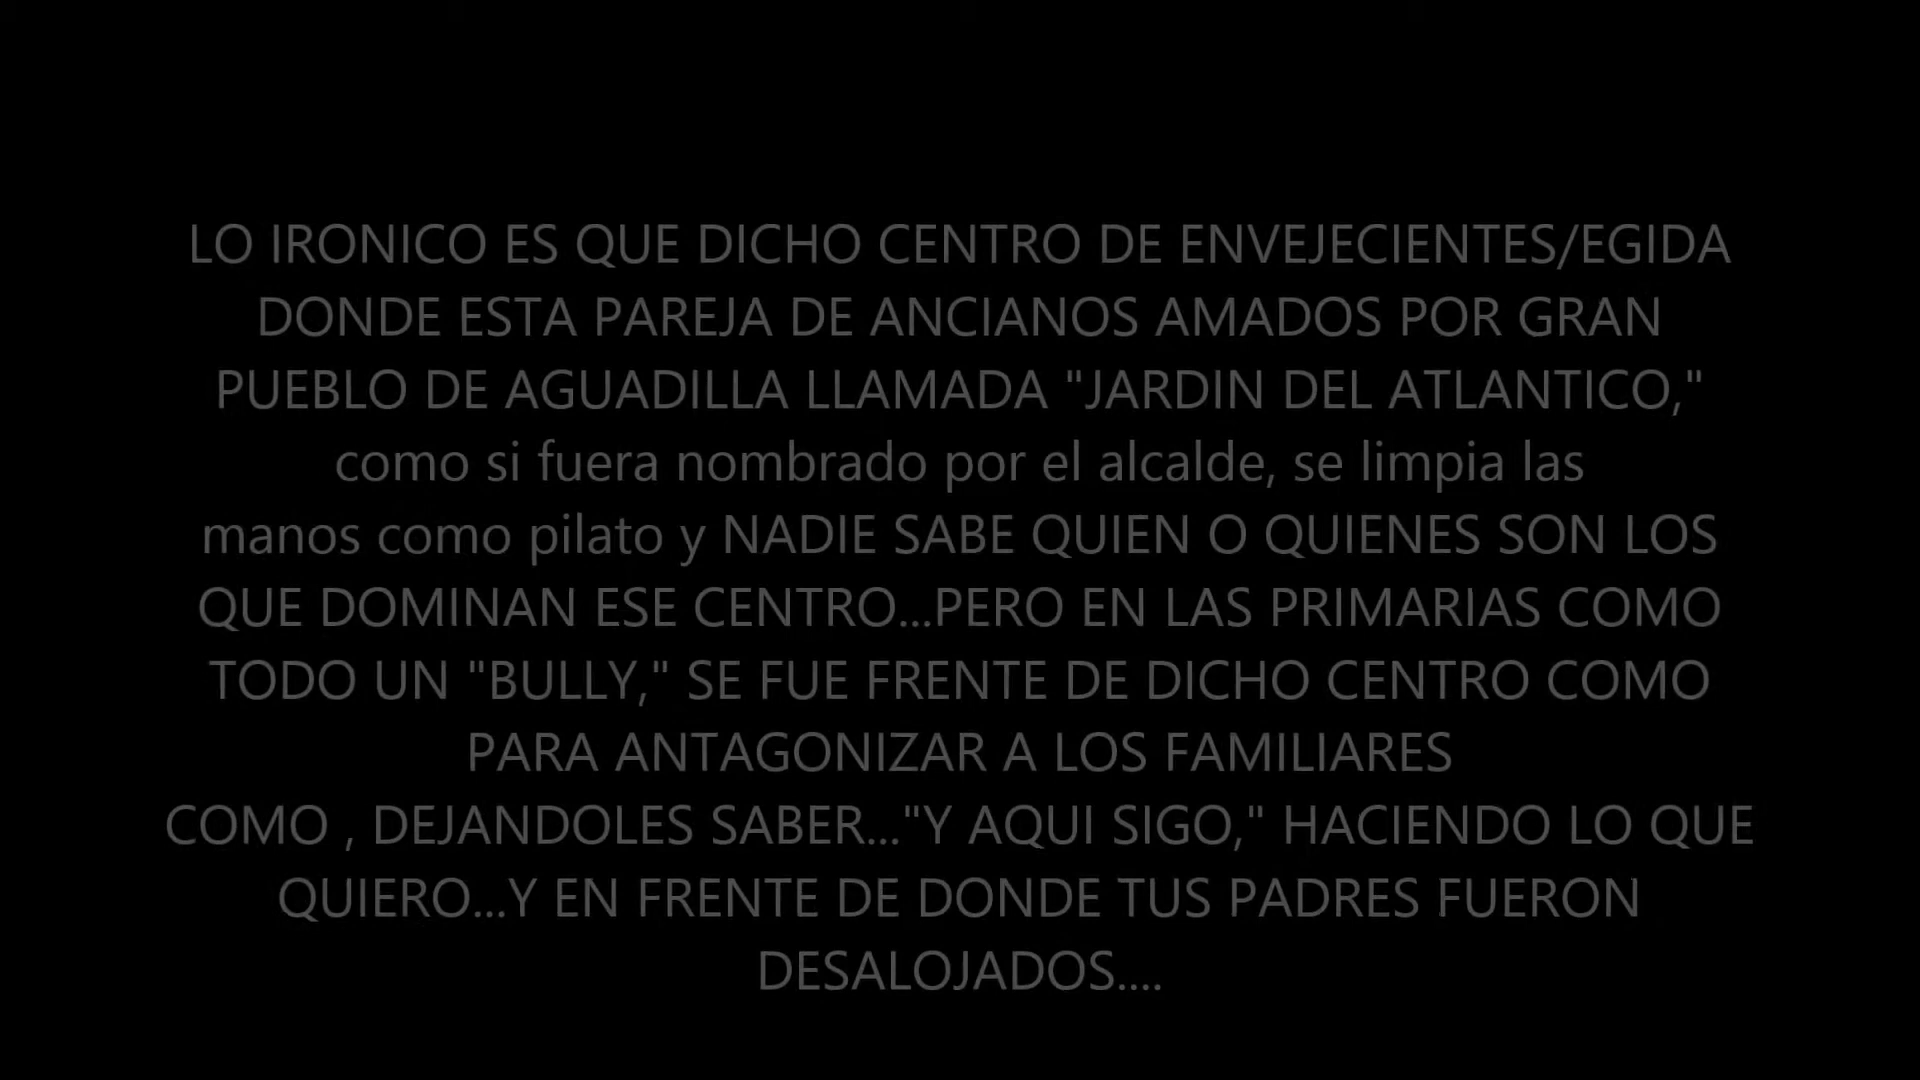 LO IRONICO ES QUE DICHO CENTRO DE ENVEJECIENTES/EGIDA
DONDE ESTA PAREJA DE ANCIANOS AMADOS POR GRAN
PUEBLO DE AGUADILLA LLAMADA "JARDIN DEL ATLANTICO,"
como si fuera nombrado por el alcalde, se limpia las
manos como pilato y NADIE SABE QUIEN O QUIENES SON LOS
QUE DOMINAN ESE CENTRO...PERO EN LAS PRIMARIAS COMO
TODO UN "BULLY," SE FUE FRENTE DE DICHO CENTRO COMO
PARA ANTAGONIZAR A LOS FAMILIARES
COMO , DEJANDOLES SABER..."Y AQUI SIGO," HACIENDO LO QUE
QUIERO...Y EN FRENTE DE DONDE TUS PADRES FUERON
DESALOJADOS....